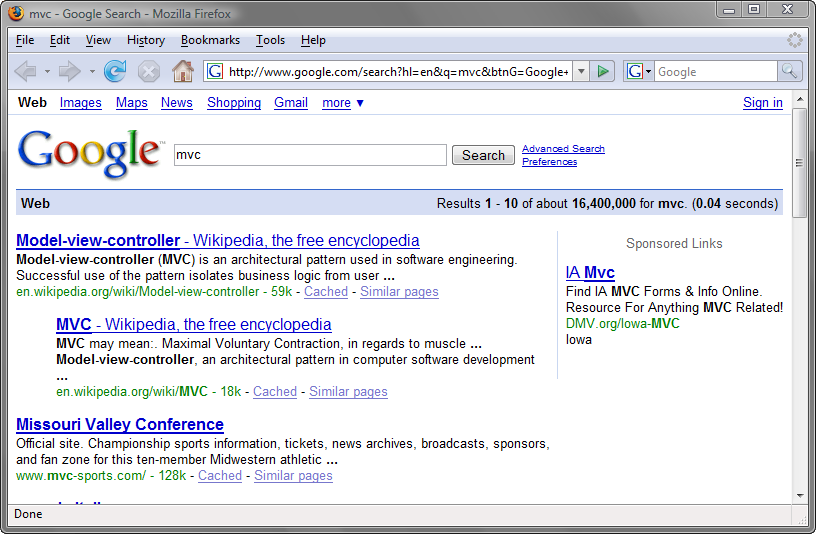 mvc - Google Search - Mozilla Firefox
File Edit View History Bookmarks Tools Help
http://www.google.com/search?hl=en&q=mvc&btnG=Google+ Google
Web Images Maps News Shopping Gmail more ▼ Sign in
Google™ mvc Search Advanced Search
Preferences
Web Results 1 - 10 of about 16,400,000 for mvc. (0.04 seconds)
Model-view-controller - Wikipedia, the free encyclopedia
Model-view-controller (MVC) is an architectural pattern used in software engineering.
Successful use of the pattern isolates business logic from user ...
en.wikipedia.org/wiki/Model-view-controller - 59k - Cached - Similar pages
MVC - Wikipedia, the free encyclopedia
MVC may mean:. Maximal Voluntary Contraction, in regards to muscle ...
Model-view-controller, an architectural pattern in computer software development
...
en.wikipedia.org/wiki/MVC - 18k - Cached - Similar pages
Missouri Valley Conference
Official site. Championship sports information, tickets, news archives, broadcasts, sponsors,
and fan zone for this ten-member Midwestern athletic ...
www.mvc-sports.com/ - 128k - Cached - Similar pages
Sponsored Links
IA Mvc
Find IA MVC Forms & Info Online.
Resource For Anything MVC Related!
DMV.org/Iowa-MVC
Iowa
Done